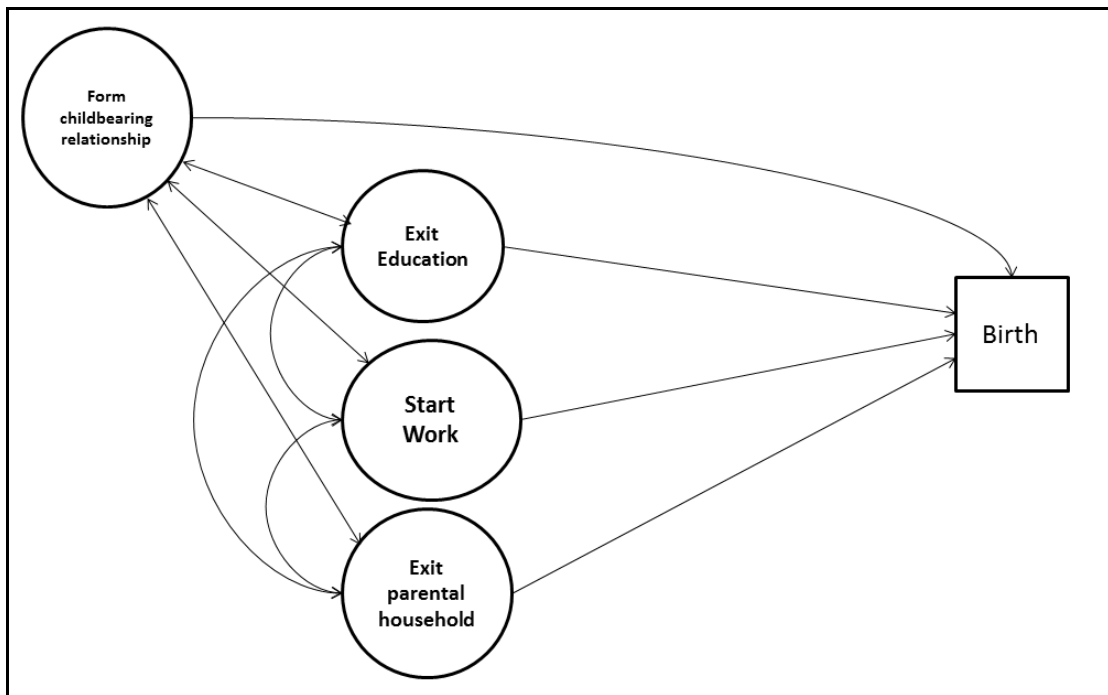 Form
childbearing
relationship
Exit
Education
Start
Work
Exit
parental
household
Birth